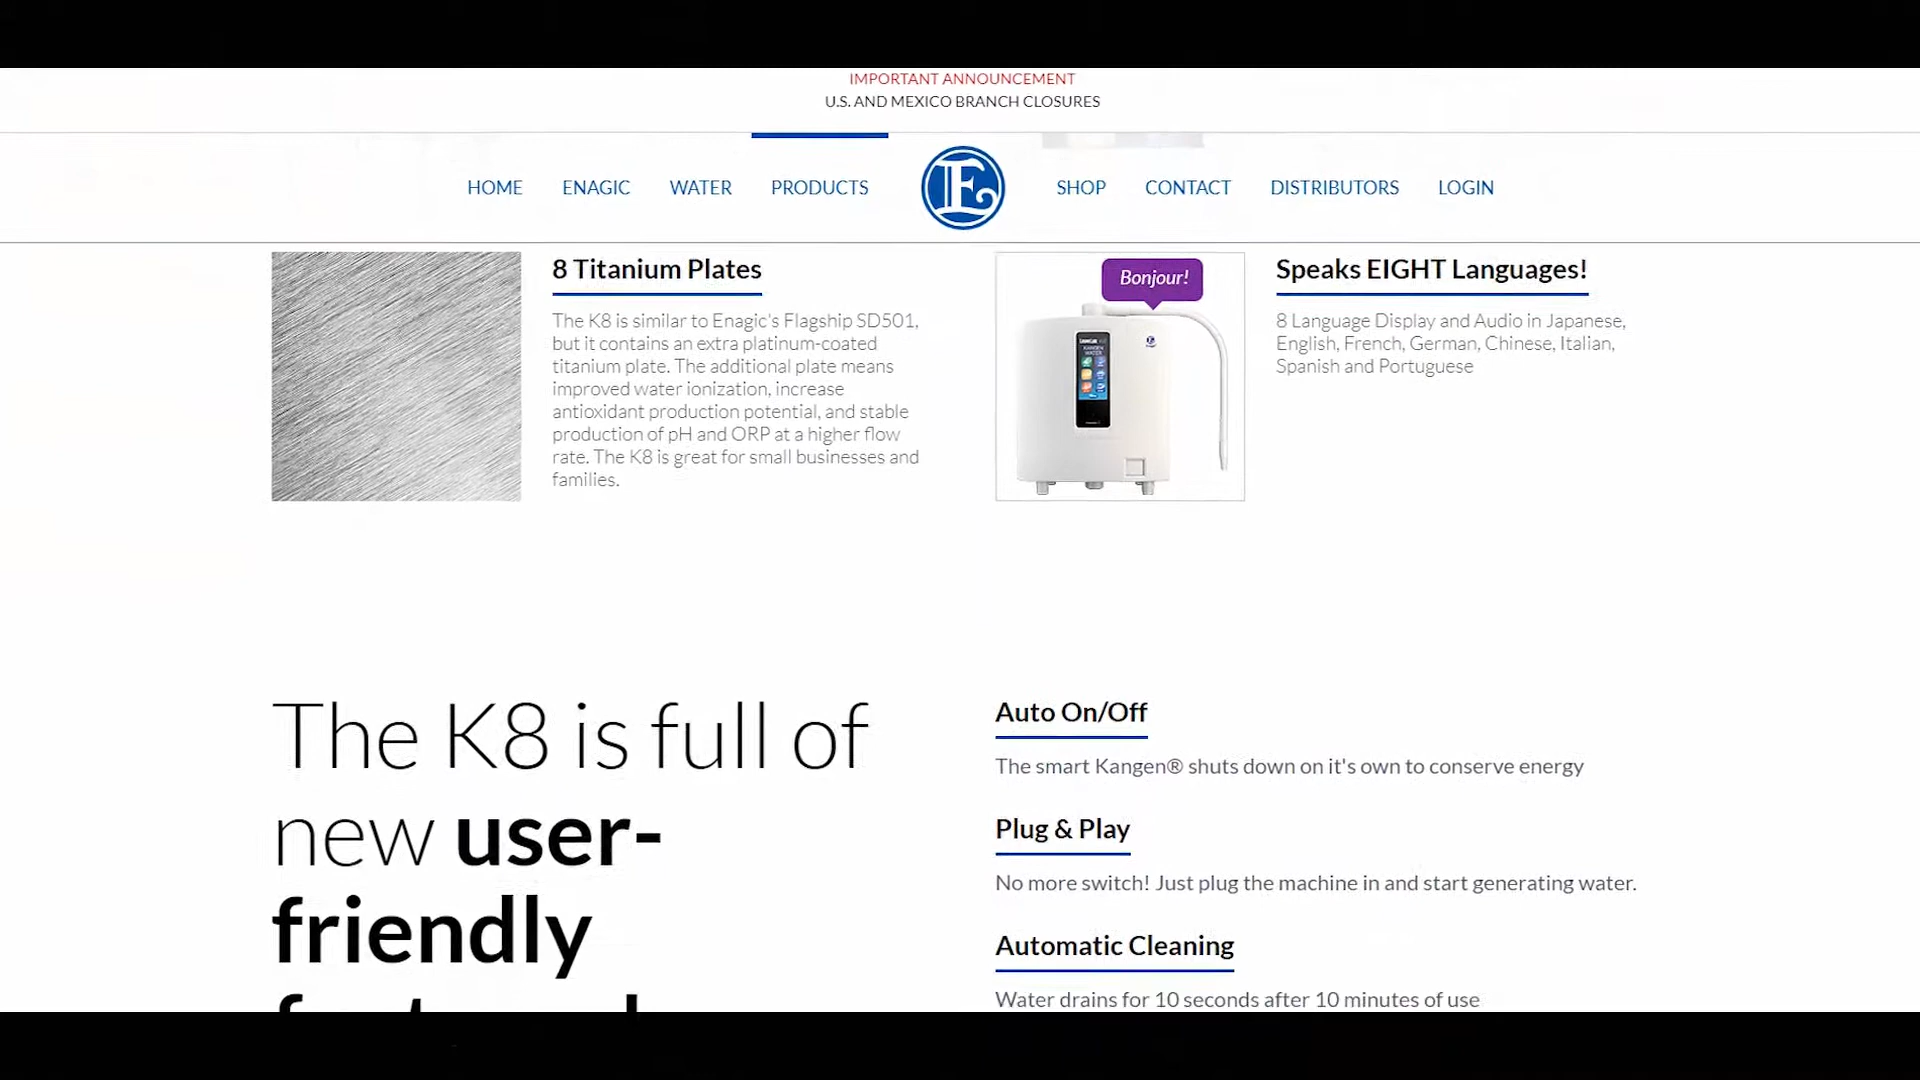 IMPORTANT ANNOUNCEMENT
U.S. AND MEXICO BRANCH CLOSURES
HOME ENAGIC WATER PRODUCTS E SHOP CONTACT DISTRIBUTORS LOGIN
8 Titanium Plates
The K8 is similar to Enagic's Flagship SD501,
but it contains an extra platinum-coated
titanium plate. The additional plate means
improved water ionization, increase
antioxidant production potential, and stable
production of pH and ORP at a higher flow
rate. The K8 is great for small businesses and
families.
Bonjour!
KANGEN
WATER
Speaks EIGHT Languages!
8 Language Display and Audio in Japanese,
English, French, German, Chinese, Italian,
Spanish and Portuguese
The K8 is full of
new user-
friendly
Auto On/Off
The smart Kangen® shuts down on it's own to conserve energy
Plug & Play
No more switch! Just plug the machine in and start generating water.
Automatic Cleaning
Water drains for 10 seconds after 10 minutes of use